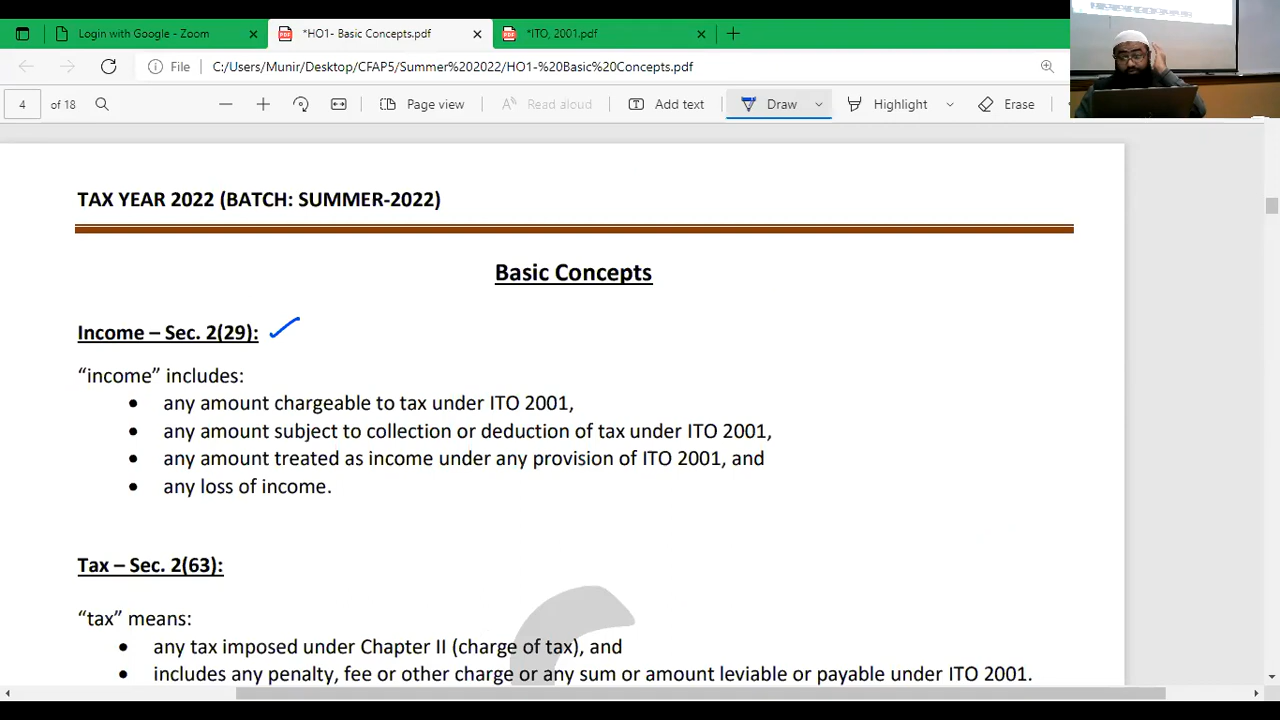 Login with Google - Zoom
*HO1- Basic Concepts.pdf
*ITO, 2001.pdf
File C:/Users/Munir/Desktop/CFAP5/Summer%202022/HO1-%20Basic%20Concepts.pdf
4 of 18 Page view Read aloud Add text Draw Highlight Erase
TAX YEAR 2022 (BATCH: SUMMER-2022)
Basic Concepts
Income – Sec. 2(29):
“income” includes:
• any amount chargeable to tax under ITO 2001,
• any amount subject to collection or deduction of tax under ITO 2001,
• any amount treated as income under any provision of ITO 2001, and
• any loss of income.
Tax – Sec. 2(63):
“tax” means:
• any tax imposed under Chapter II (charge of tax), and
• includes any penalty, fee or other charge or any sum or amount leviable or payable under ITO 2001.